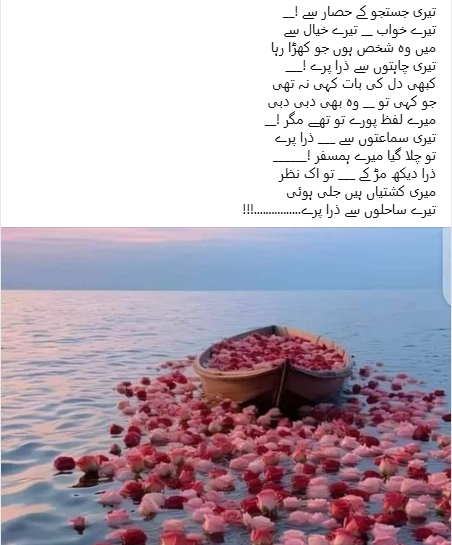 تیری جستجو کے حصار سے !__
تیرے خواب __ تیرے خیال سے
میں وہ شخص ہوں جو کھڑا رہا
تیری چاہتوں سے ذرا پرے !___
کبھی دل کی بات کہی نہ تھی
جو کہی تو __ وہ بھی دبی دبی
میرے لفظ پورے تو تھے مگر !__
تیری سماعتوں سے ___ ذرا پرے
تو چلا گیا میرے ہمسفر !______
ذرا دیکھ مڑ کے ___ تو اک نظر
میری کشتیاں ہیں جلی ہوئی
تیرے ساحلوں سے ذرا پرے................!!!